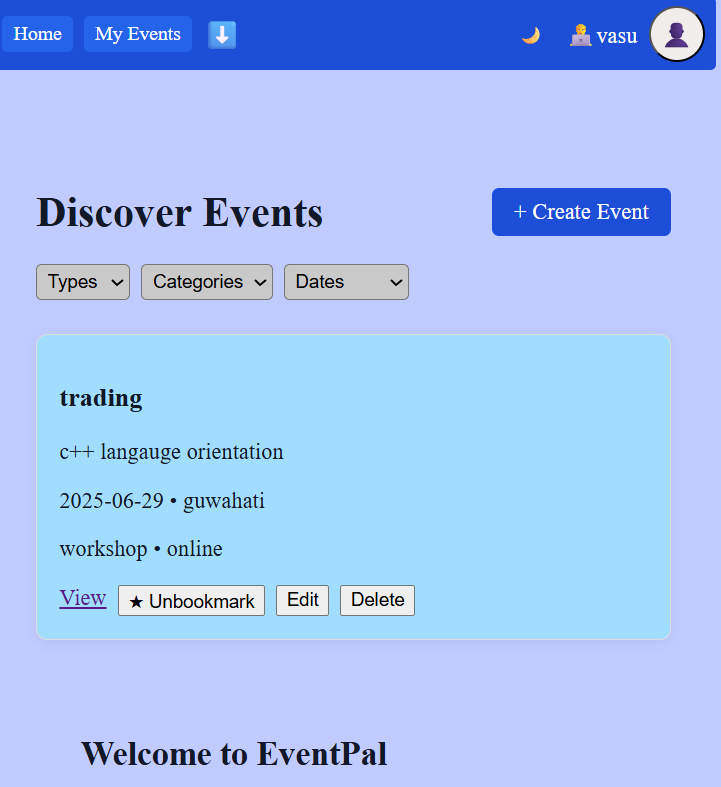 Home My Events ⬇️ 🌙 🧑‍💻 vasu 👤
Discover Events + Create Event
Types Categories Dates
trading
c++ langauge orientation
2025-06-29 • guwahati
workshop • online
View ★ Unbookmark Edit Delete
Welcome to EventPal